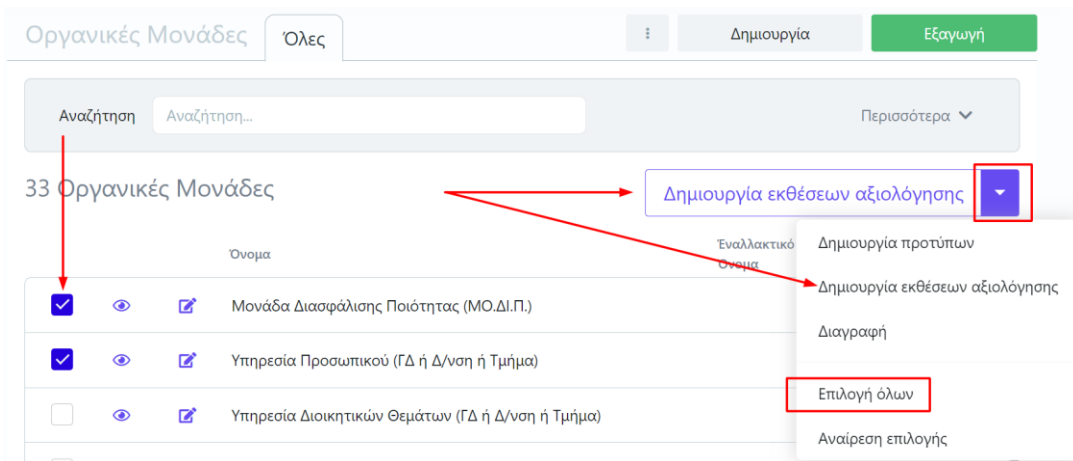 Οργανικές Μονάδες Όλες Δημιουργία Εξαγωγή
Αναζήτηση Αναζήτηση... Περισσότερα
33 Οργανικές Μονάδες Δημιουργία εκθέσεων αξιολόγησης
Όνομα
Έναλλακτικό
Όνομα
Δημιουργία προτύπων
Δημιουργία εκθέσεων αξιολόγησης
Διαγραφή
Επιλογή όλων
Αναίρεση επιλογής
Μονάδα Διασφάλισης Ποιότητας (ΜΟ.ΔΙ.Π.)
Υπηρεσία Προσωπικού (ΓΔ ή Δ/νση ή Τμήμα)
Υπηρεσία Διοικητικών Θεμάτων (ΓΔ ή Δ/νση ή Τμήμα)